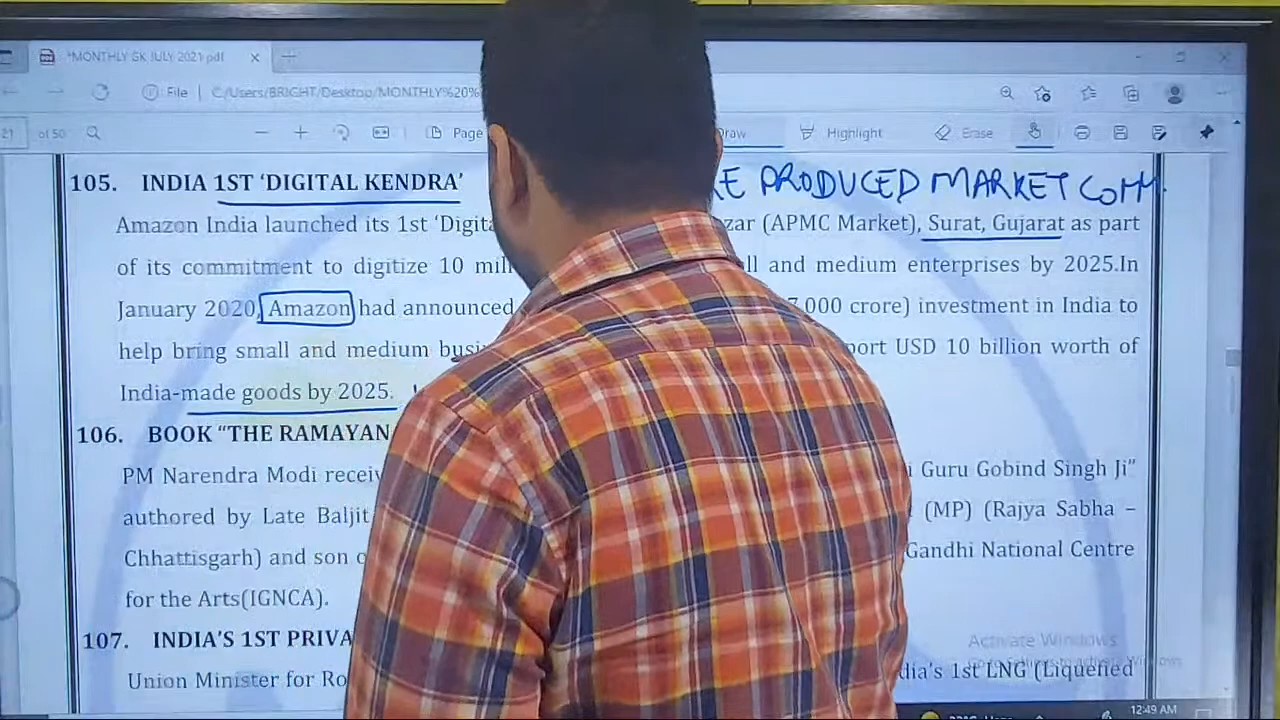 *MONTHLY GK JULY 2021.pdf
File | C:/Users/BRIGHT/Desktop/MONTHLY%20%
21 of 50 Page Draw Highlight Erase
105. INDIA 1ST ‘DIGITAL KENDRA’ RE PRODUCED MARKET COMM.
Amazon India launched its 1st ‘Digita zar (APMC Market), Surat, Gujarat as part
of its commitment to digitize 10 mill ll and medium enterprises by 2025.In
January 2020, Amazon had announced 7,000 crore) investment in India to
help bring small and medium busi port USD 10 billion worth of
India-made goods by 2025.
106. BOOK “THE RAMAYAN
PM Narendra Modi receiv i Guru Gobind Singh Ji”
authored by Late Baljit (MP) (Rajya Sabha –
Chhattisgarh) and son o Gandhi National Centre
for the Arts(IGNCA).
107. INDIA’S 1ST PRIVA
Activate Windows
Union Minister for Ro dia’s 1st LNG (Liquefied
12:49 AM